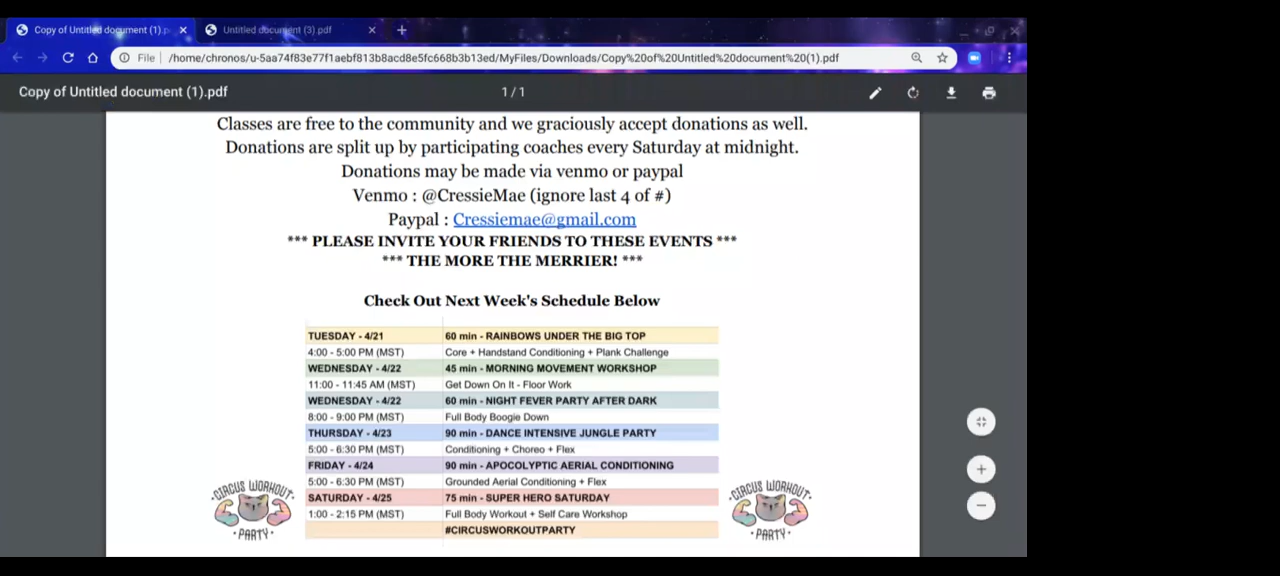 Copy of Untitled document (1).p
Untitled document (3).pdf
File | /home/chronos/u-5aa74f83e77f1aebf813b8acd8e5fc668b3b13ed/MyFiles/Downloads/Copy%20of%20Untitled%20document%20(1).pdf
Copy of Untitled document (1).pdf
1 / 1
Classes are free to the community and we graciously accept donations as well.
Donations are split up by participating coaches every Saturday at midnight.
Donations may be made via venmo or paypal
Venmo : @CressieMae (ignore last 4 of #)
Paypal : Cressiemae@gmail.com
*** PLEASE INVITE YOUR FRIENDS TO THESE EVENTS ***
*** THE MORE THE MERRIER! ***
Check Out Next Week's Schedule Below
TUESDAY - 4/21 60 min - RAINBOWS UNDER THE BIG TOP
4:00 - 5:00 PM (MST) Core + Handstand Conditioning + Plank Challenge
WEDNESDAY - 4/22 45 min - MORNING MOVEMENT WORKSHOP
11:00 - 11:45 AM (MST) Get Down On It - Floor Work
WEDNESDAY - 4/22 60 min - NIGHT FEVER PARTY AFTER DARK
8:00 - 9:00 PM (MST) Full Body Boogie Down
THURSDAY - 4/23 90 min - DANCE INTENSIVE JUNGLE PARTY
5:00 - 6:30 PM (MST) Conditioning + Choreo + Flex
FRIDAY - 4/24 90 min - APOCOLYPTIC AERIAL CONDITIONING
5:00 - 6:30 PM (MST) Grounded Aerial Conditioning + Flex
SATURDAY - 4/25 75 min - SUPER HERO SATURDAY
1:00 - 2:15 PM (MST) Full Body Workout + Self Care Workshop
#CIRCUSWORKOUTPARTY
·CIRCUS WORKOUT·
·PARTY·
·CIRCUS WORKOUT·
·PARTY·